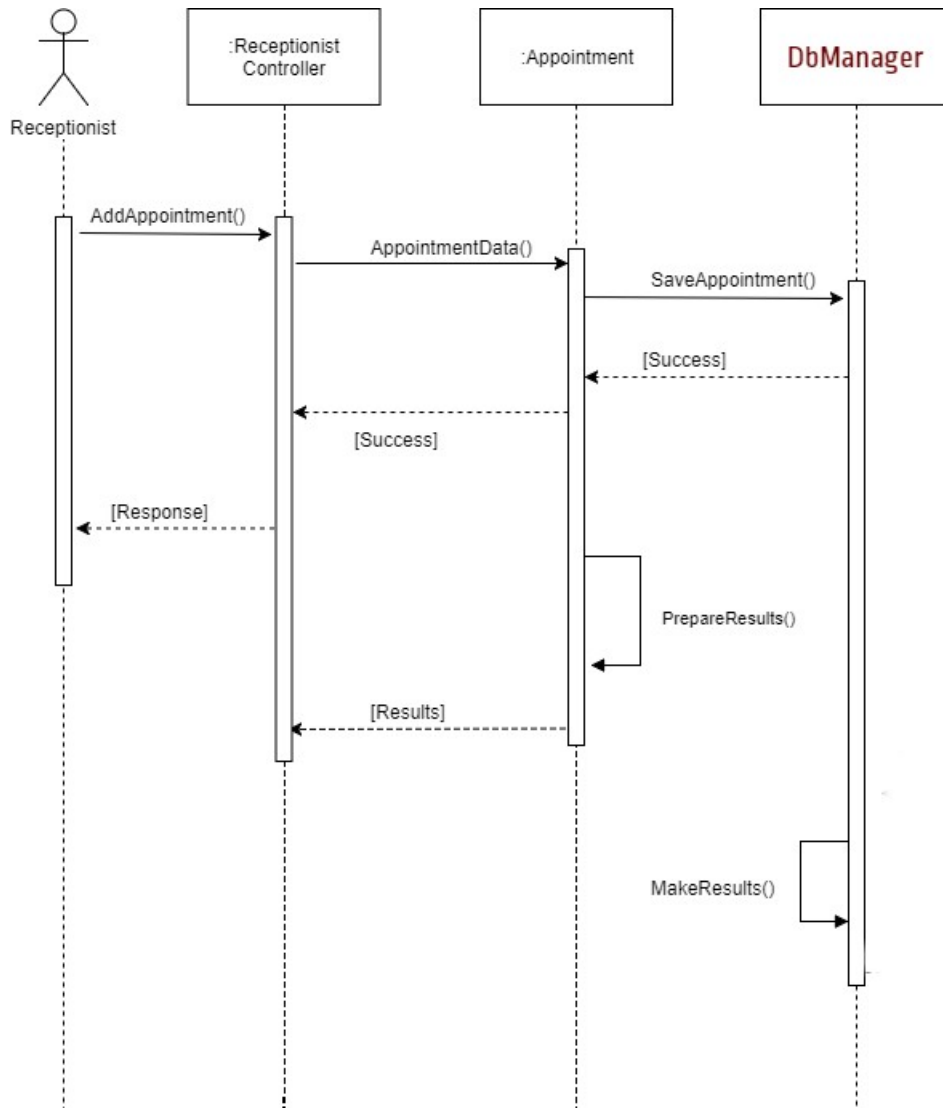 :Receptionist
Controller
:Appointment
DbManager
Receptionist
AddAppointment()
AppointmentData()
SaveAppointment()
[Success]
[Success]
[Response]
PrepareResults()
[Results]
MakeResults()